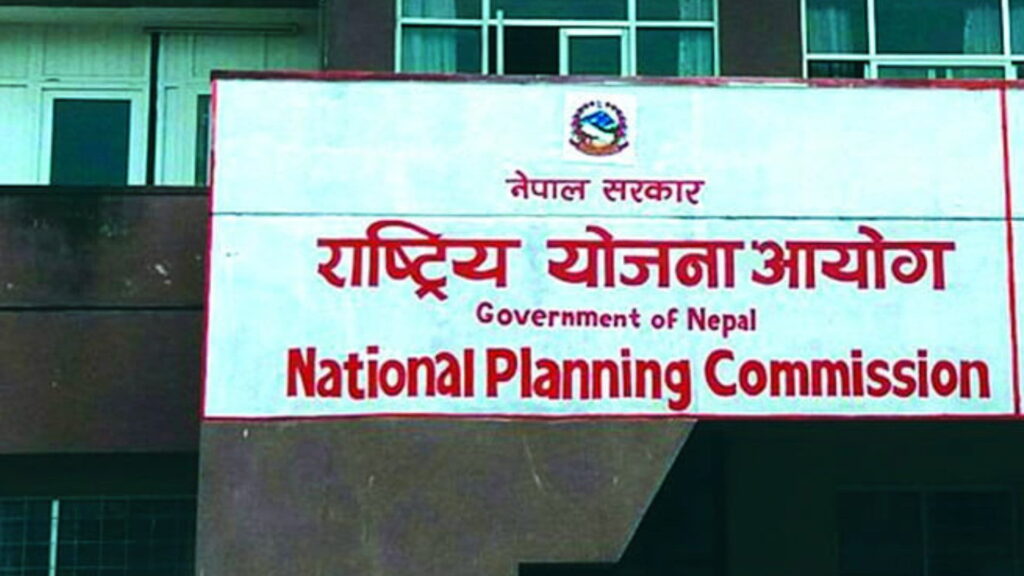 नेपाल सरकार
राष्ट्रिय योजना आयोग
Government of Nepal
National Planning Commission